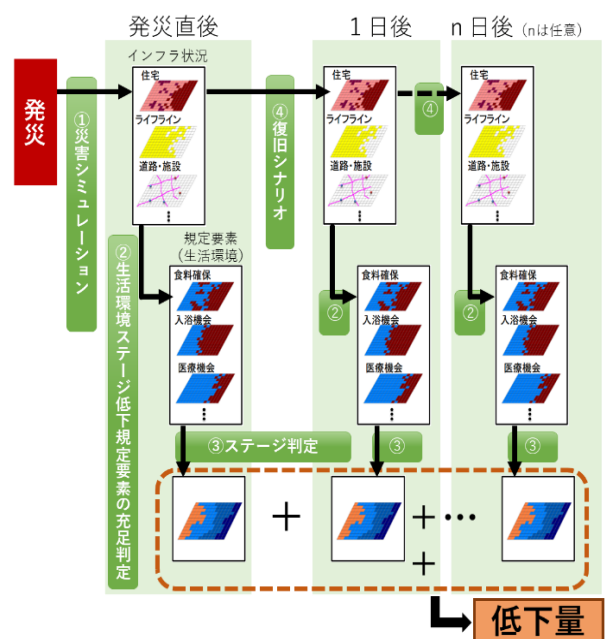 発災直後
1日後
n日後（nは任意）
発災
①災害シミュレーション
インフラ状況
住宅
ライフライン
道路・施設
⋮
④復旧シナリオ
住宅
ライフライン
道路・施設
⋮
④
住宅
ライフライン
道路・施設
⋮
②生活環境ステージ低下規定要素の充足判定
規定要素
(生活環境)
食料確保
入浴機会
医療機会
⋮
②
食料確保
入浴機会
医療機会
⋮
②
食料確保
入浴機会
医療機会
⋮
③ステージ判定
③
③
＋
＋…
＋
低下量